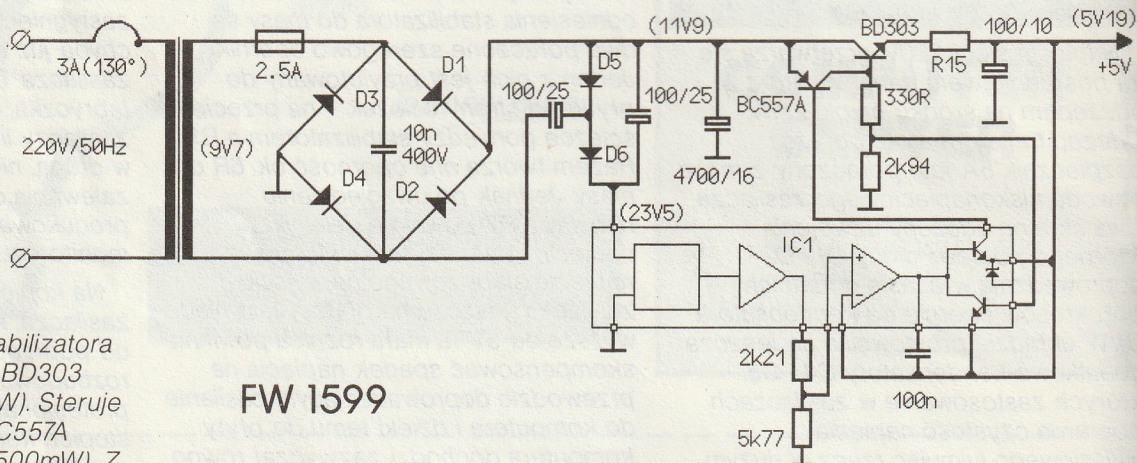 3A(130°)
220V/50Hz
2.5A
(9V7)
D3
D1
D4
D2
10n
400V
100/25
D5
D6
(11V9)
100/25
4700/16
(23V5)
BC557A
BD303
330R
2k94
R15
100/10
(5V19)
+5V
IC1
+
2k21
5k77
100n
FW 1599
abilizatora
BD303
W). Steruje
C557A
500mW). Z